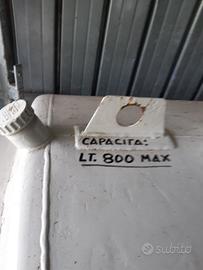 CAPACITA:
LT. 800 MAX
subito